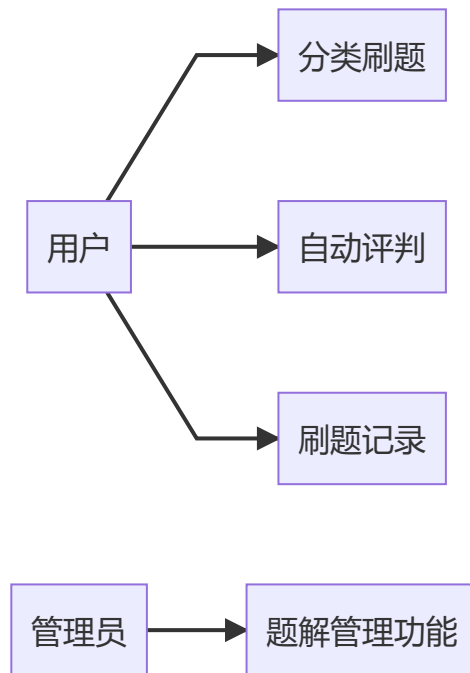 分类刷题
用户
自动评判
刷题记录
管理员
题解管理功能